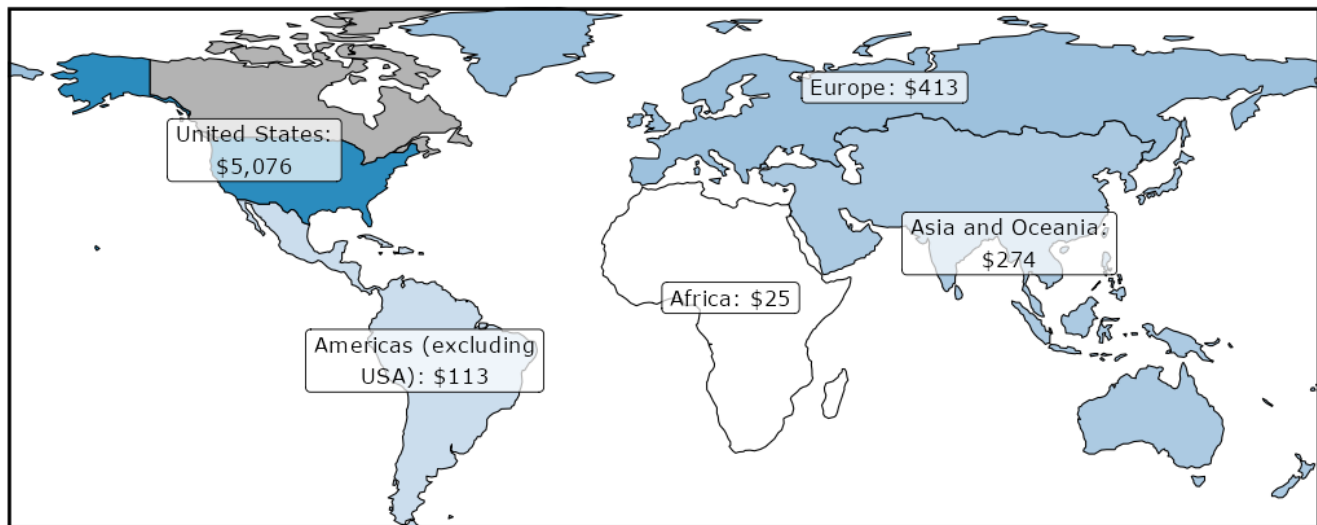 Europe: $413
United States:
$5,076
Asia and Oceania:
$274
Africa: $25
Americas (excluding
USA): $113